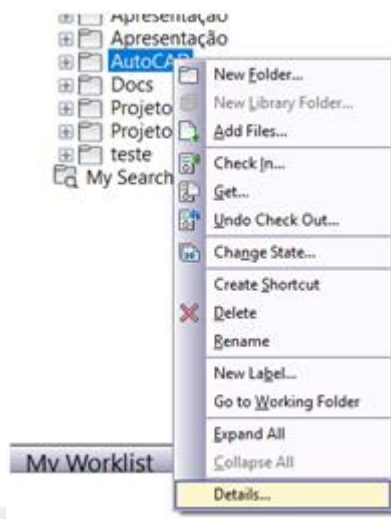 Apresentação
Apresentação
AutoCAD
Docs
Projeto
Projeto
teste
My Search
New Folder...
New Library Folder...
Add Files...
Check In...
Get...
Undo Check Out...
Change State...
Create Shortcut
Delete
Rename
New Label...
Go to Working Folder
Expand All
Collapse All
Details...
My Worklist